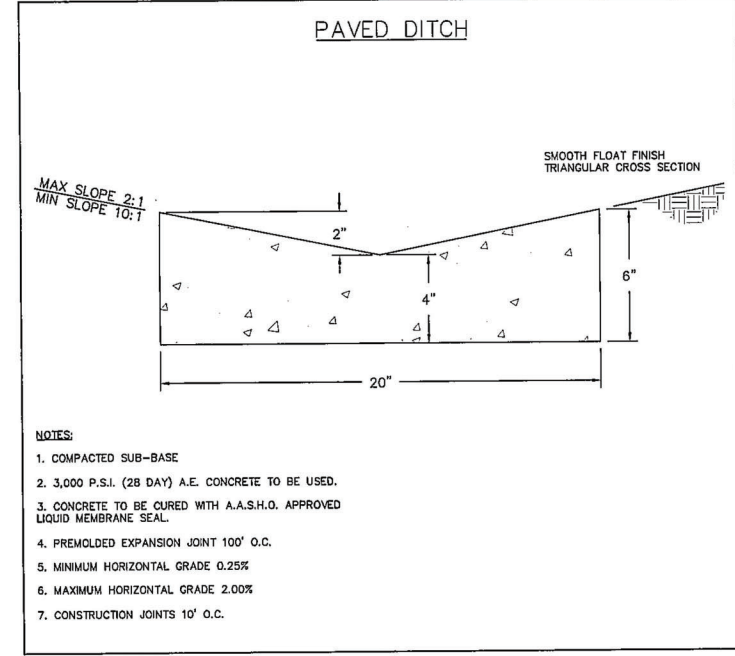 PAVED DITCH
SMOOTH FLOAT FINISH
TRIANGULAR CROSS SECTION
MAX SLOPE 2:1
MIN SLOPE 10:1
2"
4"
6"
20"
NOTES:
1. COMPACTED SUB-BASE
2. 3,000 P.S.I. (28 DAY) A.E. CONCRETE TO BE USED.
3. CONCRETE TO BE CURED WITH A.A.S.H.O. APPROVED
LIQUID MEMBRANE SEAL.
4. PREMOLDED EXPANSION JOINT 100' O.C.
5. MINIMUM HORIZONTAL GRADE 0.25%
6. MAXIMUM HORIZONTAL GRADE 2.00%
7. CONSTRUCTION JOINTS 10' O.C.